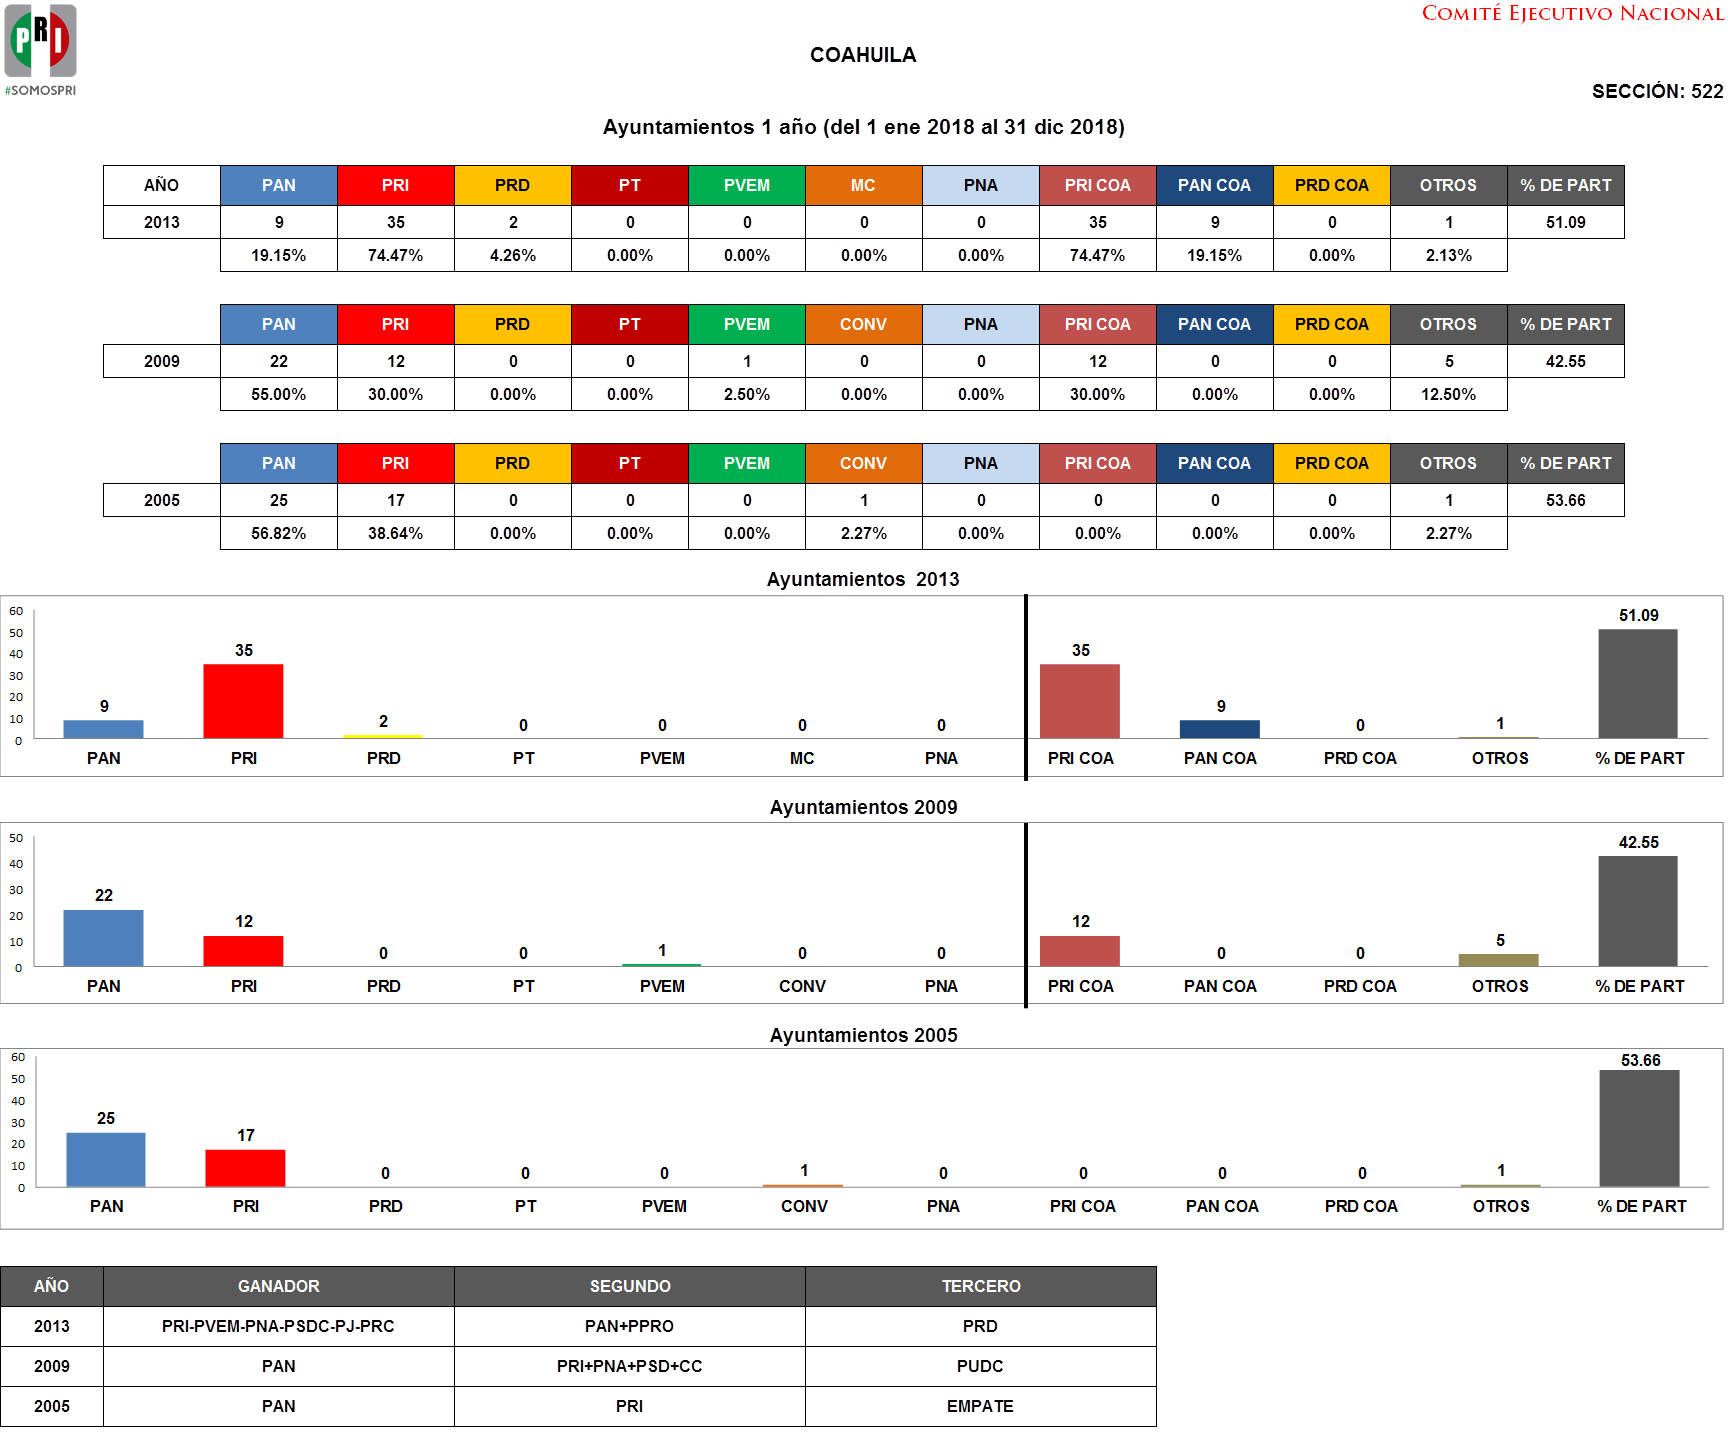 PRI
#SOMOSPRI
COMITÉ EJECUTIVO NACIONAL
COAHUILA
SECCIÓN: 522
Ayuntamientos 1 año (del 1 ene 2018 al 31 dic 2018)
AÑO PAN PRI PRD PT PVEM MC PNA PRI COA PAN COA PRD COA OTROS % DE PART
2013 9 35 2 0 0 0 0 35 9 0 1 51.09
19.15% 74.47% 4.26% 0.00% 0.00% 0.00% 0.00% 74.47% 19.15% 0.00% 2.13%
PAN PRI PRD PT PVEM CONV PNA PRI COA PAN COA PRD COA OTROS % DE PART
2009 22 12 0 0 1 0 0 12 0 0 5 42.55
55.00% 30.00% 0.00% 0.00% 2.50% 0.00% 0.00% 30.00% 0.00% 0.00% 12.50%
PAN PRI PRD PT PVEM CONV PNA PRI COA PAN COA PRD COA OTROS % DE PART
2005 25 17 0 0 0 1 0 0 0 0 1 53.66
56.82% 38.64% 0.00% 0.00% 0.00% 2.27% 0.00% 0.00% 0.00% 0.00% 2.27%
Ayuntamientos 2013
60
50
40
30
20
10
0
9 35 2 0 0 0 0 35 9 0 1 51.09
PAN PRI PRD PT PVEM MC PNA PRI COA PAN COA PRD COA OTROS % DE PART
Ayuntamientos 2009
50
40
30
20
10
0
22 12 0 0 1 0 0 12 0 0 5 42.55
PAN PRI PRD PT PVEM CONV PNA PRI COA PAN COA PRD COA OTROS % DE PART
Ayuntamientos 2005
60
50
40
30
20
10
0
25 17 0 0 0 1 0 0 0 0 1 53.66
PAN PRI PRD PT PVEM CONV PNA PRI COA PAN COA PRD COA OTROS % DE PART
AÑO GANADOR SEGUNDO TERCERO
2013 PRI-PVEM-PNA-PSDC-PJ-PRC PAN+PPRO PRD
2009 PAN PRI+PNA+PSD+CC PUDC
2005 PAN PRI EMPATE